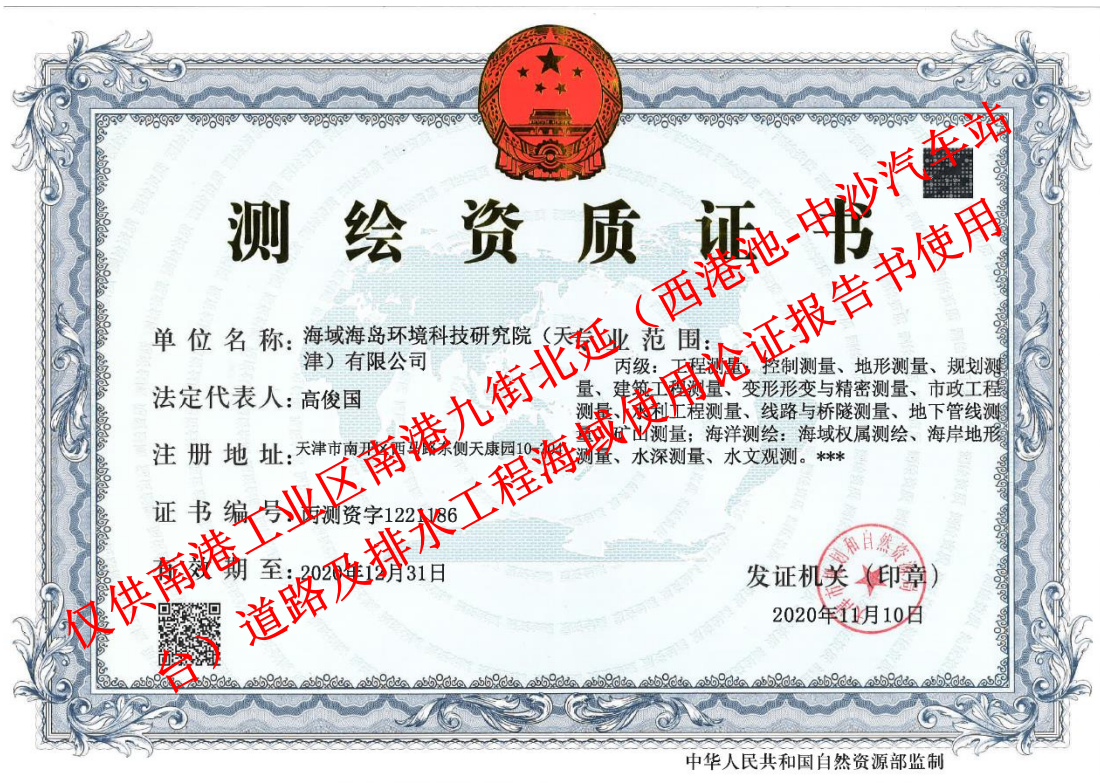 测绘资质证书
单位名称：海域海岛环境科技研究院（天
津）有限公司
法定代表人：高俊国
注册地址：天津市南开区西马路东侧天康园10-
证书编号：丙测资字1221186
有效期至：2020年12月31日
专业范围：
丙级：工程测量：控制测量、地形测量、规划测
量、建筑工程测量、变形形变与精密测量、市政工程
测量、水利工程测量、线路与桥隧测量、地下管线测
量、矿山测量；海洋测绘：海域权属测绘、海岸地形
测量、水深测量、水文观测。***
发证机关（印章）
2020年11月10日
中华人民共和国自然资源部监制
仅供南港工业区南港九街北延（西港池-中沙汽车站
台）道路及排水工程海域使用论证报告书使用